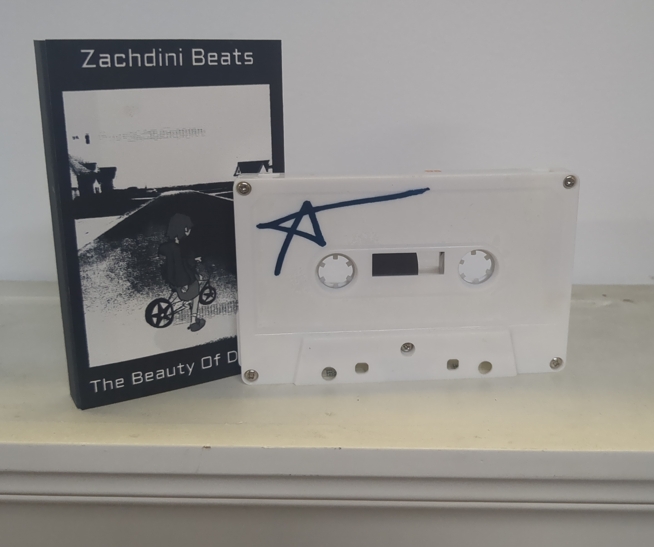 Zachdini Beats
The Beauty Of